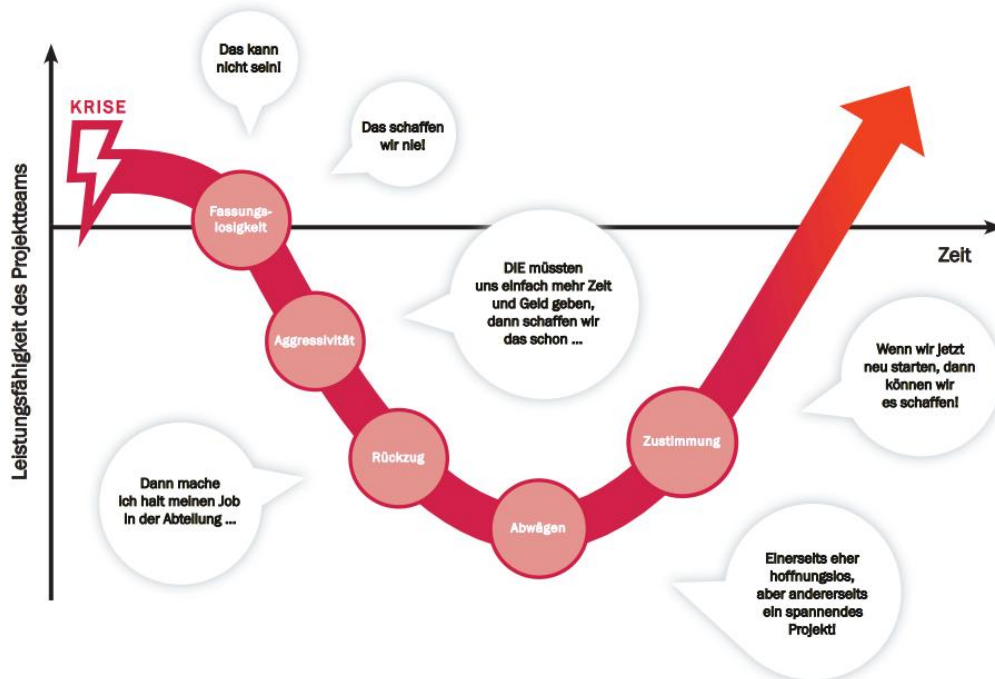 Das kann
nicht sein!
KRISE
Das schaffen
wir nie!
Fassungs-
losigkeit
Zeit
DIE müssten
uns einfach mehr Zeit
und Geld geben,
dann schaffen wir
das schon ...
Aggressivität
Wenn wir jetzt
neu starten, dann
können wir
es schaffen!
Leistungsfähigkeit des Projektteams
Zustimmung
Rückzug
Dann mache
ich halt meinen Job
in der Abteilung ...
Abwägen
Einerseits eher
hoffnungslos,
aber andererseits
ein spannendes
Projekt!